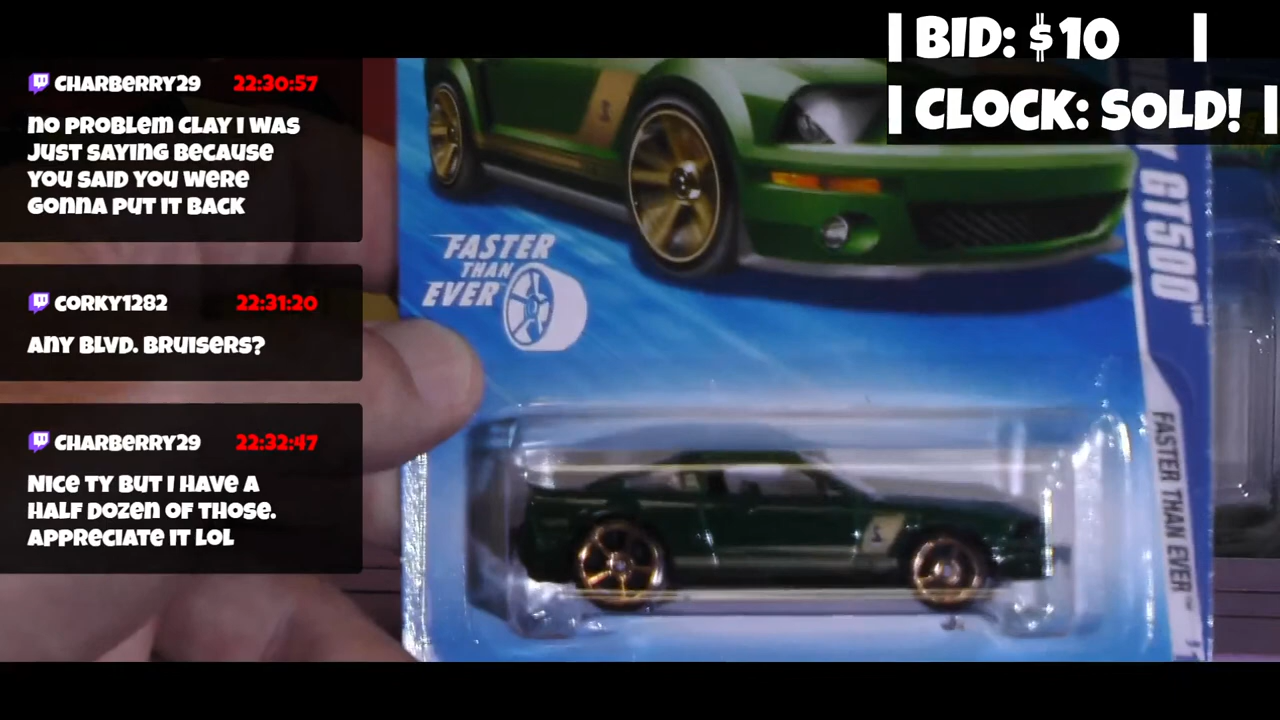 | BID: $10 |
| CLOCK: SOLD! |
CHARBERRY29 22:30:57
NO PROBLEM CLAY I WAS
JUST SAYING BECAUSE
YOU SAID YOU WERE
GONNA PUT IT BACK
CORKY1282 22:31:20
ANY BLVD. BRUISERS?
CHARBERRY29 22:32:47
NICE TY BUT I HAVE A
HALF DOZEN OF THOSE.
APPRECIATE IT LOL
FASTER
THAN
EVER
GT500™
FASTER THAN EVER™